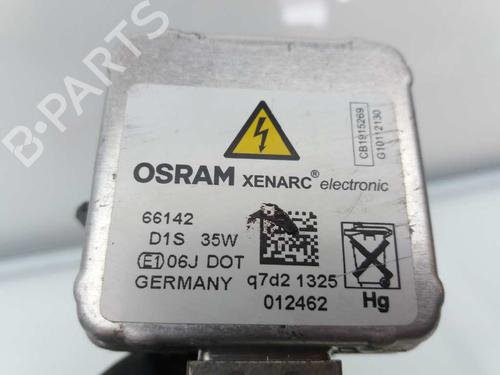 B-PARTS
OSRAM XENARC® electronic
CB1915269
G10112130
66142
D1S 35W
E1 06J DOT
GERMANY
q7d2 1325
012462
Hg